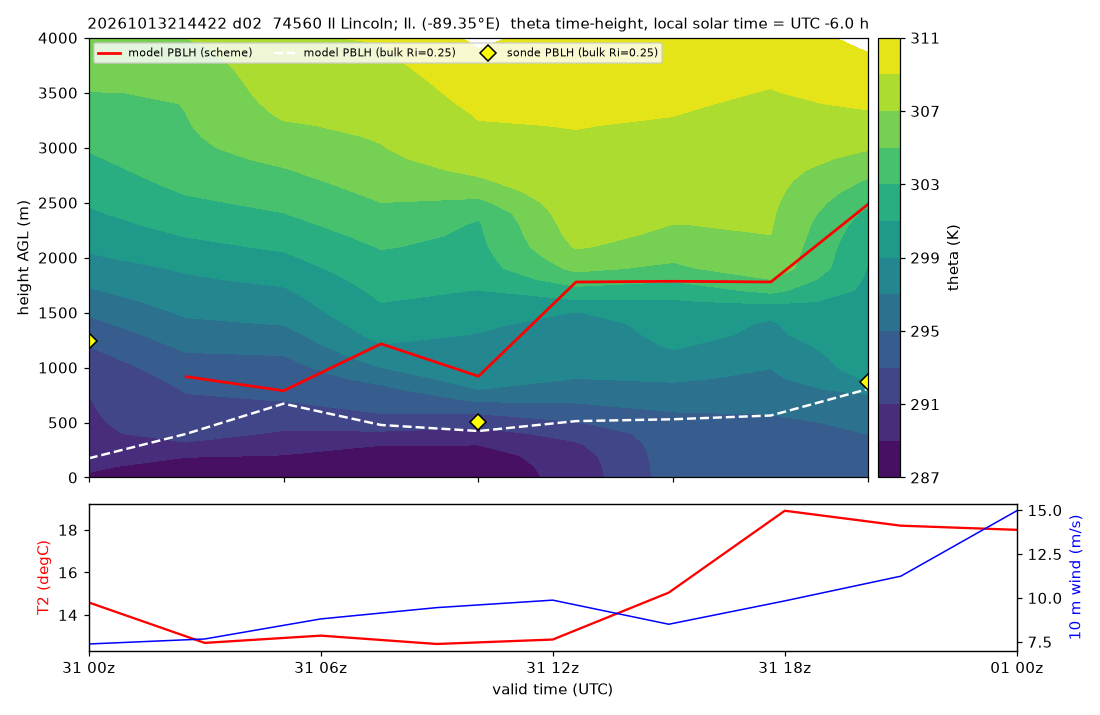 20261013214422 d02  74560 Il Lincoln; Il. (-89.35°E)  theta time-height, local solar time = UTC -6.0 h
model PBLH (scheme)
model PBLH (bulk Ri=0.25)
sonde PBLH (bulk Ri=0.25)
4000
3500
3000
2500
2000
1500
1000
500
0
height AGL (m)
311
307
303
299
295
291
287
theta (K)
18
16
14
T2 (degC)
15.0
12.5
10.0
7.5
10 m wind (m/s)
31 00z
31 06z
31 12z
31 18z
01 00z
valid time (UTC)